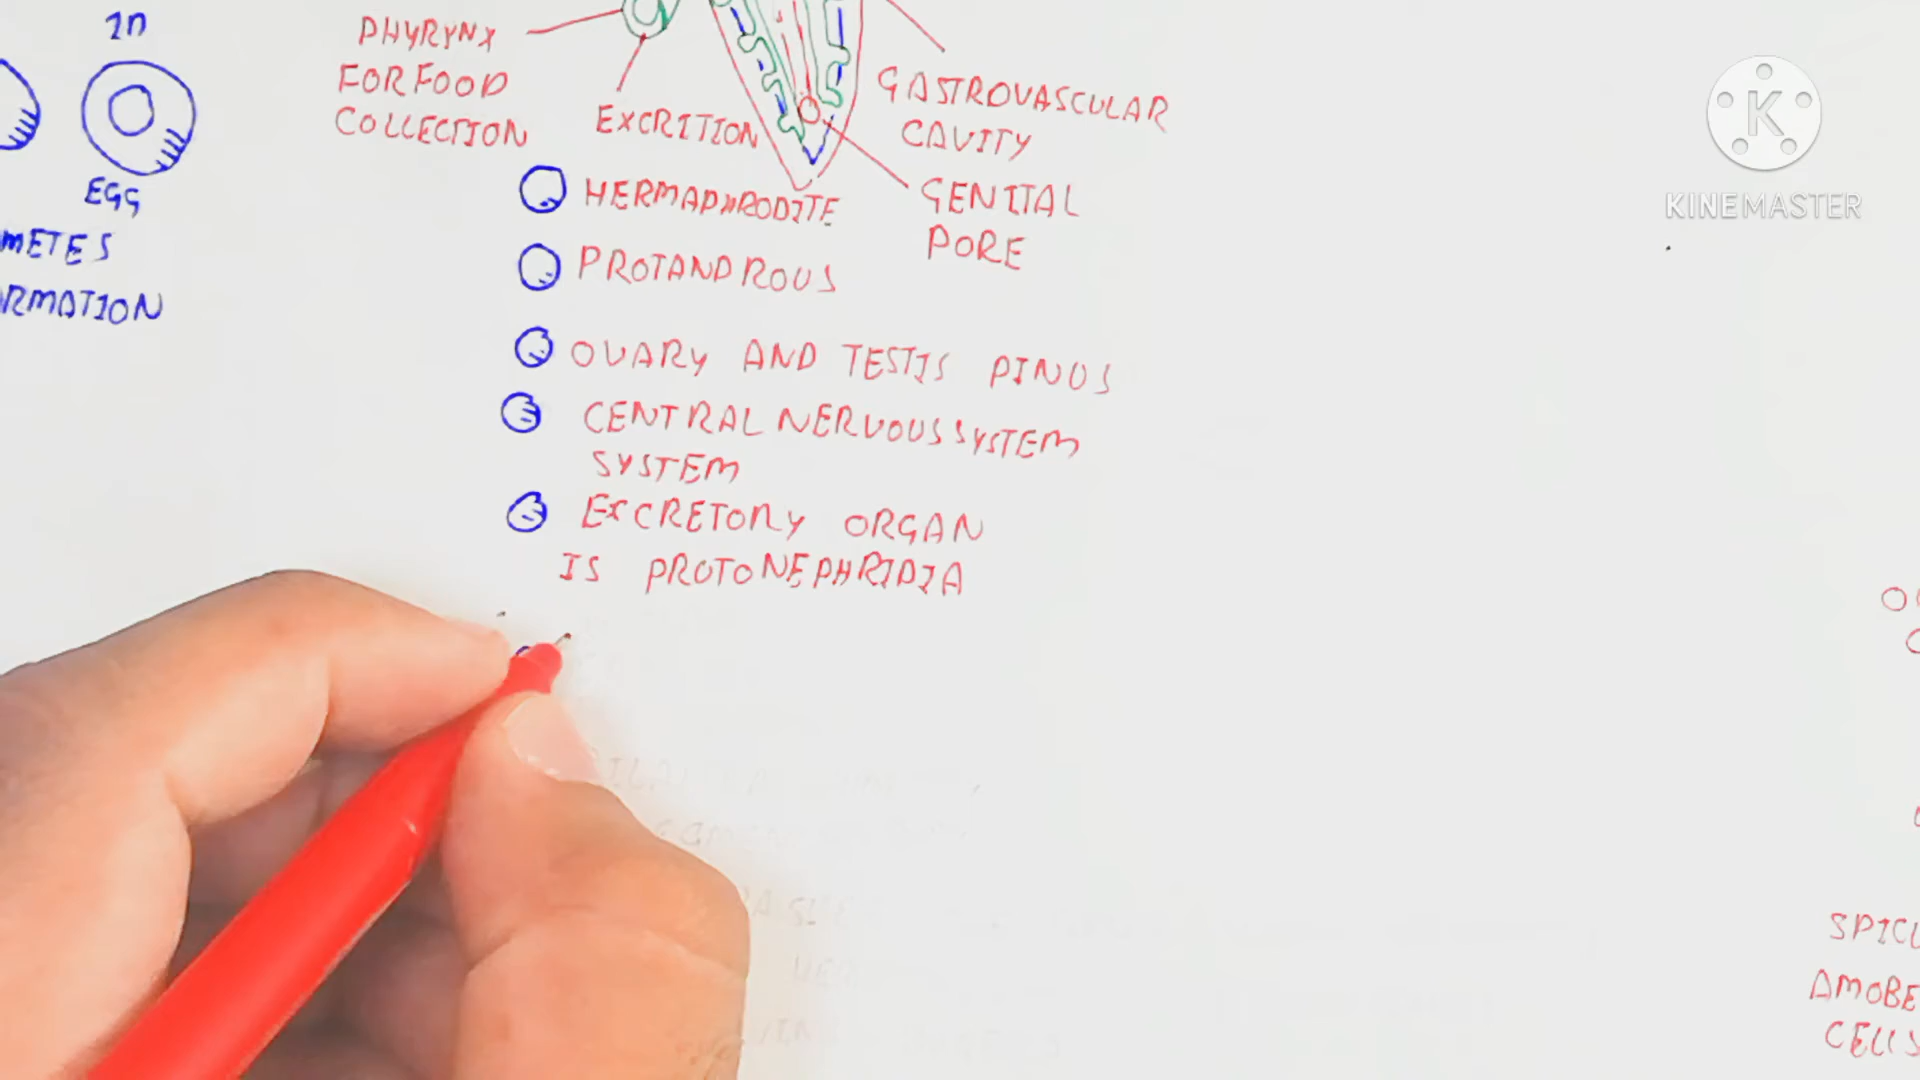 2n
EGG
METES
RMATION
PHYRYNX
FOR FOOD
COLLECTION
EXCRITION
GASTROVASCULAR
CAVITY
GENITAL
PORE
HERMAPHRODITE
PROTANDROUS
OVARY AND TESTIS PINUS
CENTRAL NERVOUS SYSTEM
SYSTEM
EXCRETORY ORGAN
IS PROTONEPHRIDIA
KINEMASTER
SPICU
AMOBE
CELLS